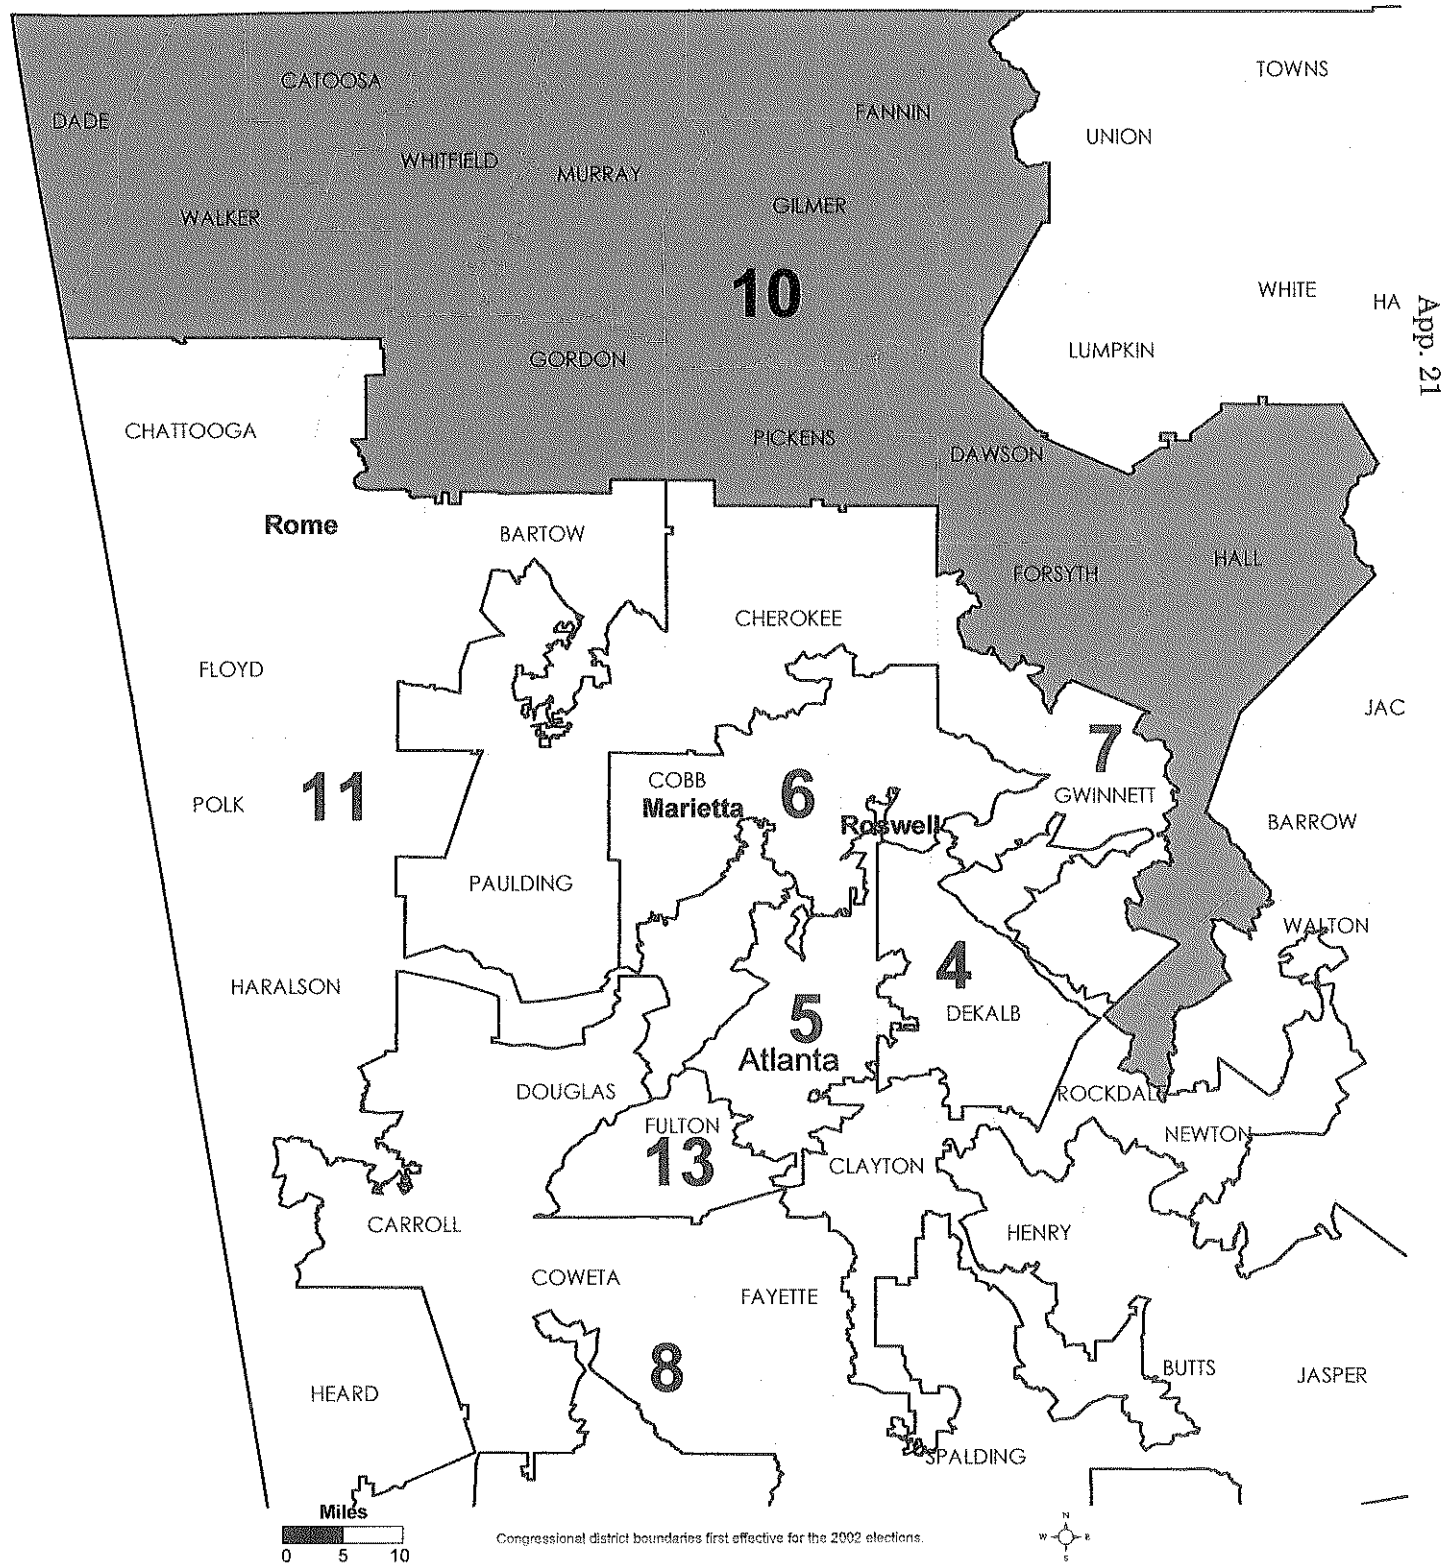 TOWNS
CATOOSA
FANNIN
DADE
UNION
WHITFIELD
MURRAY
GILMER
WALKER
10
WHITE
HA
App. 21
LUMPKIN
GORDON
CHATTOOGA
PICKENS
DAWSON
Rome
BARTOW
HALL
FORSYTH
CHEROKEE
FLOYD
JAC
7
COBB
6
11
GWINNETT
POLK
Marietta
Roswell
BARROW
PAULDING
WALTON
4
HARALSON
5
DEKALB
Atlanta
DOUGLAS
ROCKDALE
FULTON
NEWTON
13
CLAYTON
CARROLL
HENRY
COWETA
FAYETTE
8
BUTTS
JASPER
HEARD
SPALDING
Miles
0 5 10
Congressional district boundaries first effective for the 2002 elections.
N
W E
S